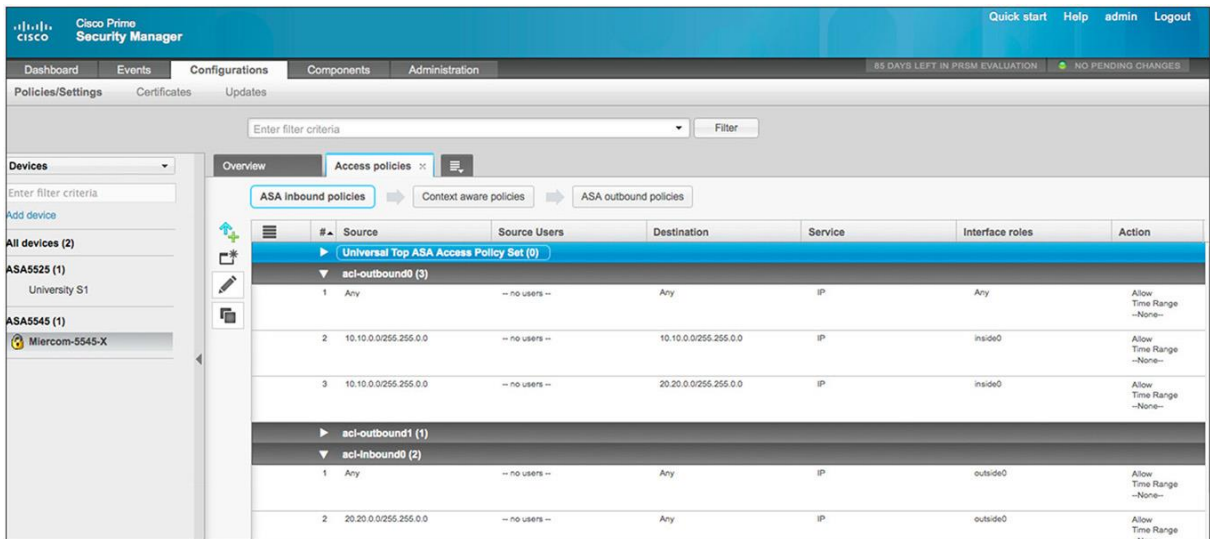 Cisco Prime
Security Manager
CISCO
Quick start Help admin Logout
Dashboard Events Configurations Components Administration
85 DAYS LEFT IN PRSM EVALUATION NO PENDING CHANGES
Policies/Settings Certificates Updates
Enter filter criteria Filter
Devices
Enter filter criteria
Add device
All devices (2)
ASA5525 (1)
University S1
ASA5545 (1)
Miercom-5545-X
Overview Access policies
ASA inbound policies Context aware policies ASA outbound policies
# Source Source Users Destination Service Interface roles Action
Universal Top ASA Access Policy Set (0)
acl-outbound0 (3)
1 Any -- no users -- Any IP Any Allow
Time Range
--None--
2 10.10.0.0/255.255.0.0 -- no users -- 10.10.0.0/255.255.0.0 IP inside0 Allow
Time Range
--None--
3 10.10.0.0/255.255.0.0 -- no users -- 20.20.0.0/255.255.0.0 IP inside0 Allow
Time Range
--None--
acl-outbound1 (1)
acl-inbound0 (2)
1 Any -- no users -- Any IP outside0 Allow
Time Range
--None--
2 20.20.0.0/255.255.0.0 -- no users -- Any IP outside0 Allow
Time Range